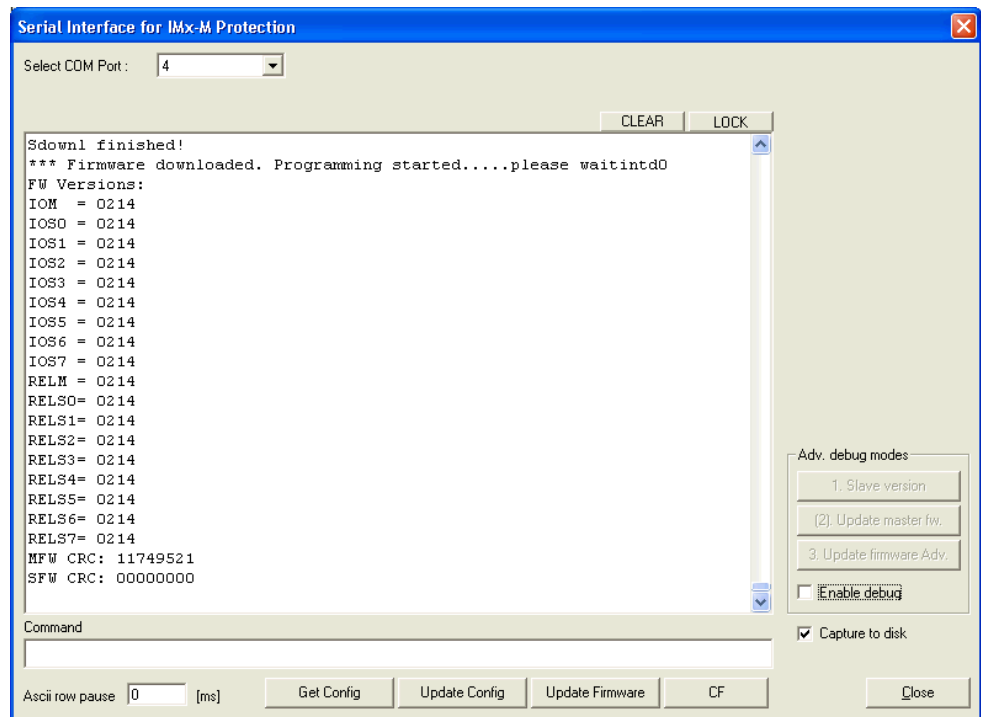 Serial Interface for IMx-M Protection
Select COM Port :
4
CLEAR
LOCK
Sdownl finished!
*** Firmware downloaded. Programming started.....please waitintd0
FW Versions:
IOM  = 0214
IOS0 = 0214
IOS1 = 0214
IOS2 = 0214
IOS3 = 0214
IOS4 = 0214
IOS5 = 0214
IOS6 = 0214
IOS7 = 0214
RELM = 0214
RELS0= 0214
RELS1= 0214
RELS2= 0214
RELS3= 0214
RELS4= 0214
RELS5= 0214
RELS6= 0214
RELS7= 0214
MFW CRC: 11749521
SFW CRC: 00000000
Adv. debug modes
1. Slave version
(2). Update master fw.
3. Update firmware Adv.
Enable debug
Capture to disk
Command
Ascii row pause
0
[ms]
Get Config
Update Config
Update Firmware
CF
Close